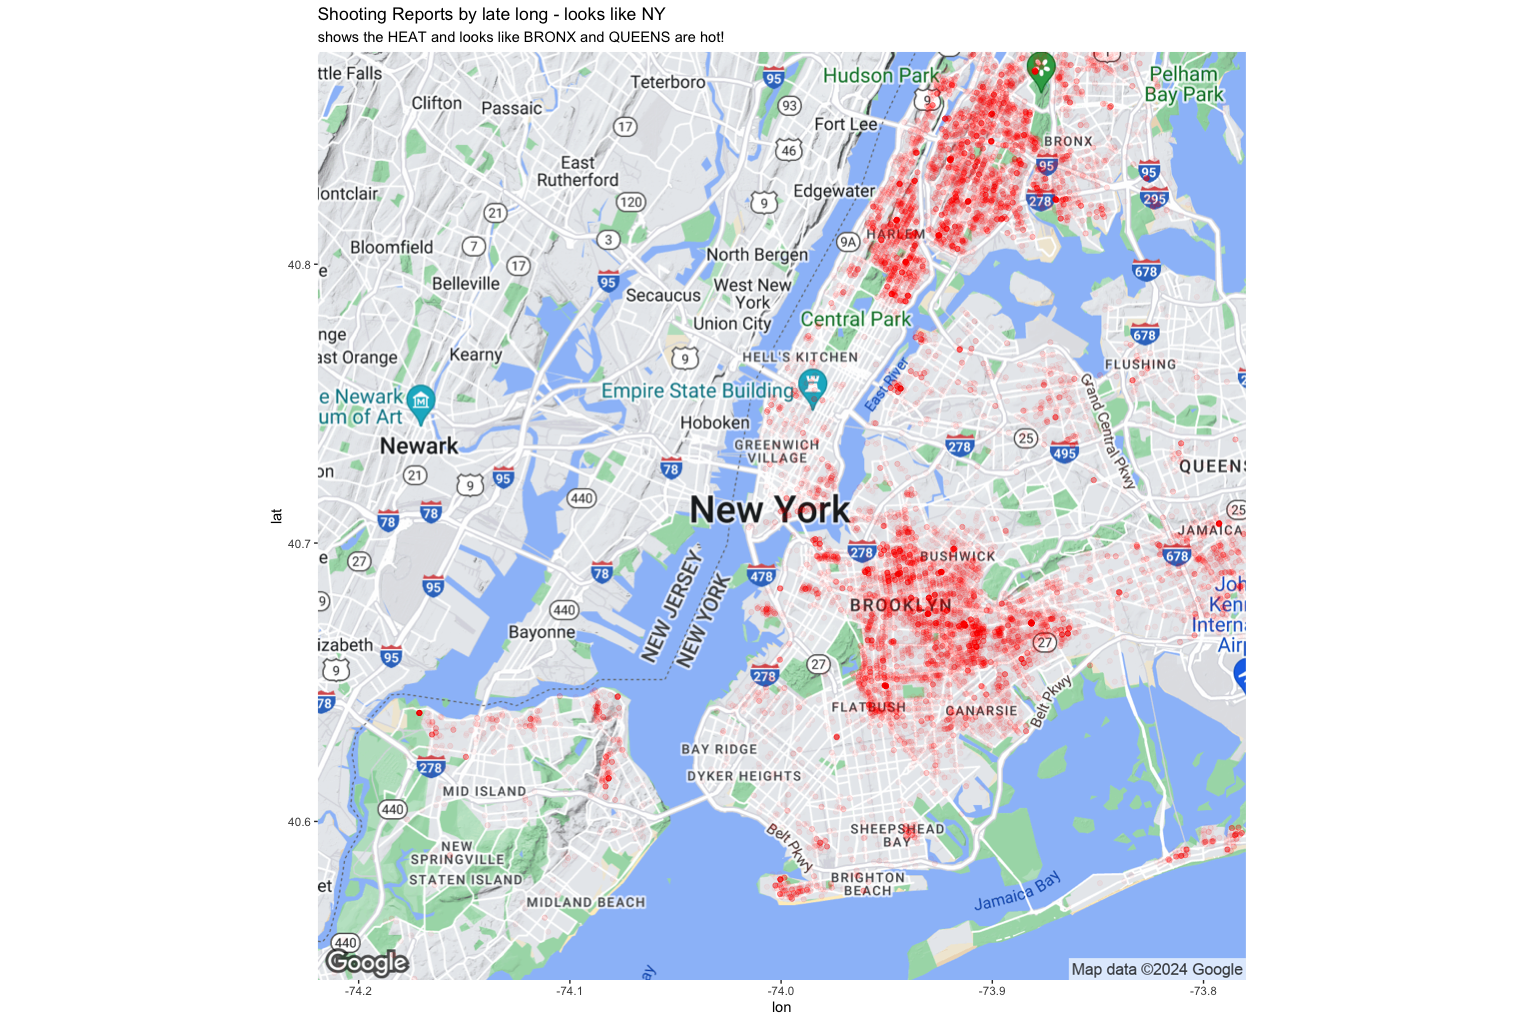 Shooting Reports by late long - looks like NY
shows the HEAT and looks like BRONX and QUEENS are hot!
ttle Falls
Teterboro
95
Hudson Park
9
1
Pelham
Bay Park
Clifton
Passaic
93
17
Fort Lee
BRONX
46
East
Rutherford
95
95
lontclair
120
9
Edgewater
278
295
21
HARLEM
7
3
9A
Bloomfield
North Bergen
40.8
e
17
95
678
Belleville
Secaucus
West New
York
Central Park
nge
Union City
678
ast Orange
Kearny
9
HELL'S KITCHEN
FLUSHING
East River
Grand Central Pkwy
e Newark
um of Art
Empire State Building
Hoboken
Newark
GREENWICH
VILLAGE
278
25
495
on
21
9
95
78
440
QUEENS
78
78
New York
25
JAMAICA
lat
40.7
e
27
278
BUSHWICK
678
95
78
478
NEW JERSEY
NEW YORK
9
440
BROOKLYN
Joh
Kenn
Interna
Airp
Bayonne
izabeth
95
9
27
27
278
78
FLATBUSH
CANARSIE
Belt Pkwy
BAY RIDGE
278
DYKER HEIGHTS
MID ISLAND
440
40.6
SHEEPSHEAD
BAY
Belt Pkwy
NEW
SPRINGVILLE
STATEN ISLAND
BRIGHTON
BEACH
et
MIDLAND BEACH
Jamaica Bay
440
Google
ay
Map data ©2024 Google
-74.2
-74.1
-74.0
-73.9
-73.8
lon